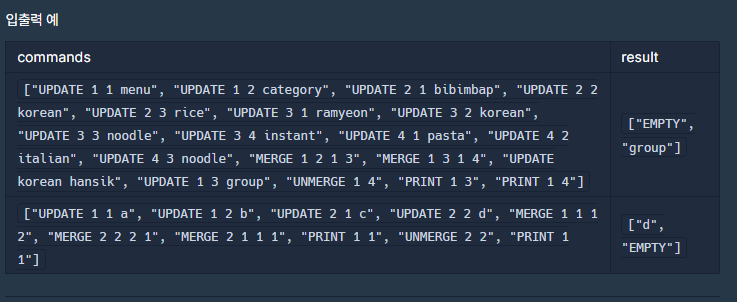 입출력 예
commands
result
["UPDATE 1 1 menu", "UPDATE 1 2 category", "UPDATE 2 1 bibimbap", "UPDATE 2 2
korean", "UPDATE 2 3 rice", "UPDATE 3 1 ramyeon", "UPDATE 3 2 korean",
"UPDATE 3 3 noodle", "UPDATE 3 4 instant", "UPDATE 4 1 pasta", "UPDATE 4 2
italian", "UPDATE 4 3 noodle", "MERGE 1 2 1 3", "MERGE 1 3 1 4", "UPDATE
korean hansik", "UPDATE 1 3 group", "UNMERGE 1 4", "PRINT 1 3", "PRINT 1 4"]
["EMPTY",
"group"]
["UPDATE 1 1 a", "UPDATE 1 2 b", "UPDATE 2 1 c", "UPDATE 2 2 d", "MERGE 1 1 1
2", "MERGE 2 2 2 1", "MERGE 2 1 1 1", "PRINT 1 1", "UNMERGE 2 2", "PRINT 1
1"]
["d",
"EMPTY"]